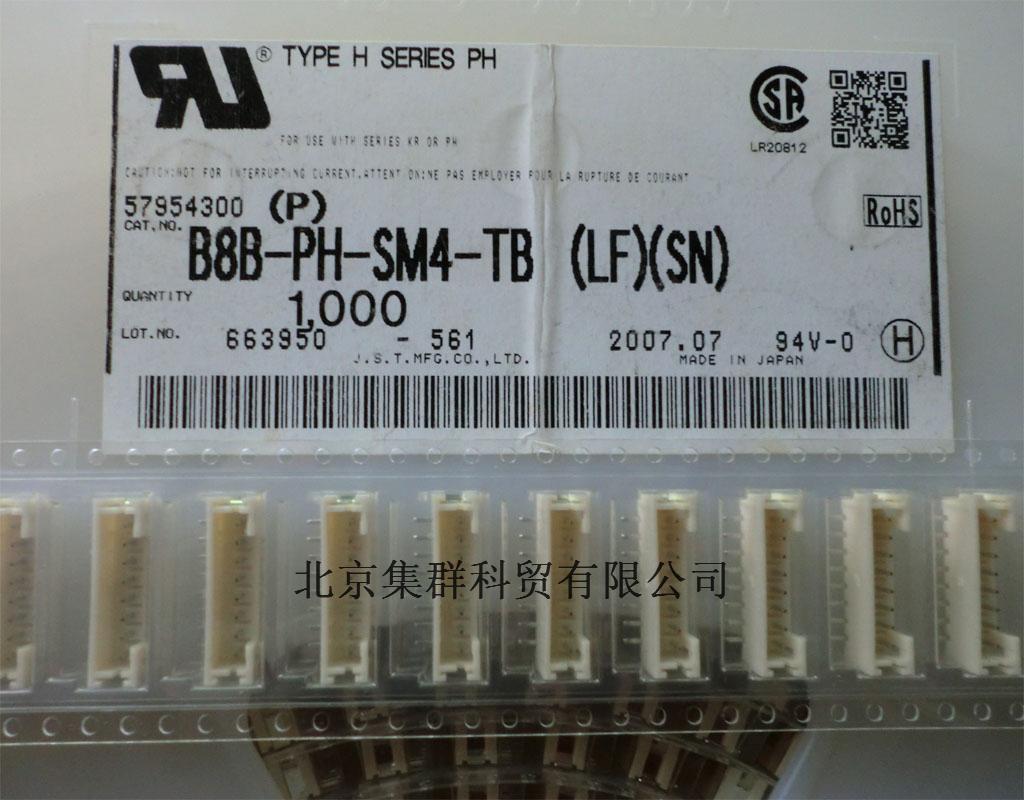 ® TYPE H SERIES PH
FOR USE WITH SERIES KR OR PH
LR20812
CAUTION:NOT FOR INTERRUPTING CURRENT.ATTENTION:NE PAS EMPLOYER POUR LA RUPTURE DE COURANT
57954300 (P)
RoHS
CAT.NO. B8B-PH-SM4-TB (LF)(SN)
QUANTITY 1,000
LOT.NO. 663950 - 561 2007.07 94V-0 H
J.S.T.MFG.CO.,LTD. MADE IN JAPAN
北京集群科贸有限公司